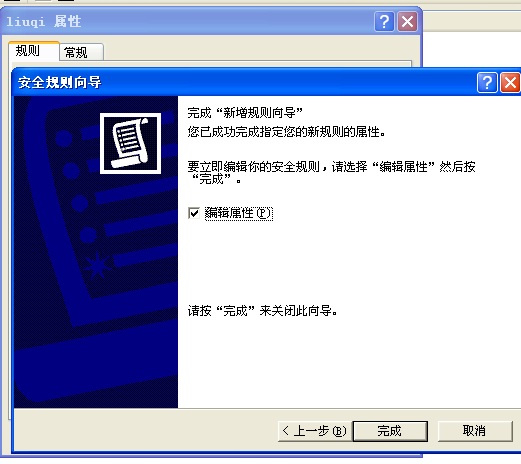 liuqi 属性
规则
常规
安全规则向导
完成“新增规则向导”
您已成功完成指定您的新规则的属性。
要立即编辑你的安全规则，请选择“编辑属性”然后按
“完成”。
编辑属性(P)
请按“完成”来关闭此向导。
< 上一步(B)
完成
取消